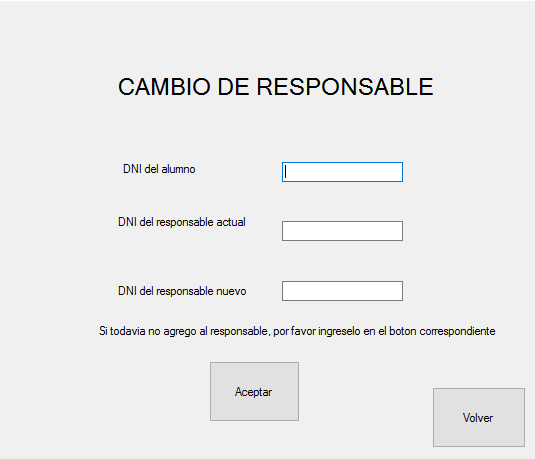 CAMBIO DE RESPONSABLE
DNI del alumno
DNI del responsable actual
DNI del responsable nuevo
Si todavia no agrego al responsable, por favor ingreselo en el boton correspondiente
Aceptar
Volver